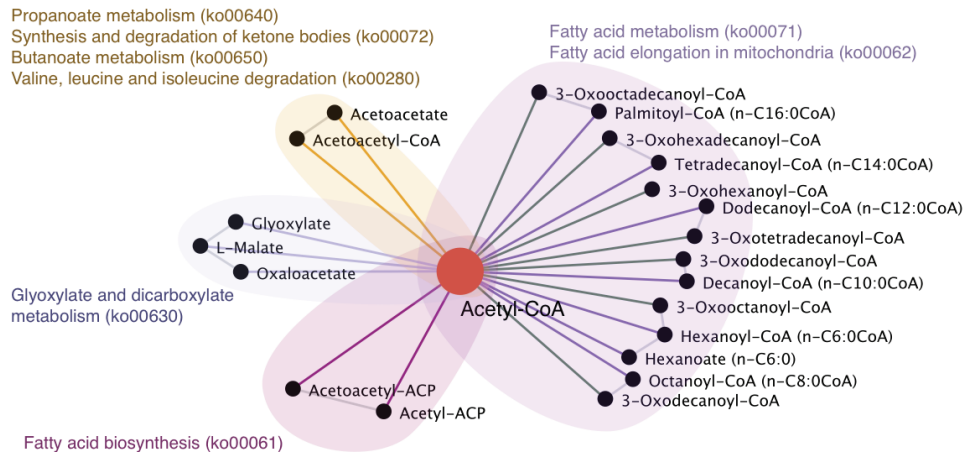 Propanoate metabolism (ko00640)
Synthesis and degradation of ketone bodies (ko00072)
Butanoate metabolism (ko00650)
Valine, leucine and isoleucine degradation (ko00280)
Fatty acid metabolism (ko00071)
Fatty acid elongation in mitochondria (ko00062)
Acetoacetate
Acetoacetyl-CoA
Glyoxylate
L-Malate
Oxaloacetate
Glyoxylate and dicarboxylate
metabolism (ko00630)
Acetyl-CoA
3-Oxooctadecanoyl-CoA
Palmitoyl-CoA (n-C16:0CoA)
3-Oxohexadecanoyl-CoA
Tetradecanoyl-CoA (n-C14:0CoA)
3-Oxohexanoyl-CoA
Dodecanoyl-CoA (n-C12:0CoA)
3-Oxotetradecanoyl-CoA
3-Oxododecanoyl-CoA
Decanoyl-CoA (n-C10:0CoA)
3-Oxooctanoyl-CoA
Hexanoyl-CoA (n-C6:0CoA)
Hexanoate (n-C6:0)
Octanoyl-CoA (n-C8:0CoA)
3-Oxodecanoyl-CoA
Acetoacetyl-ACP
Acetyl-ACP
Fatty acid biosynthesis (ko00061)